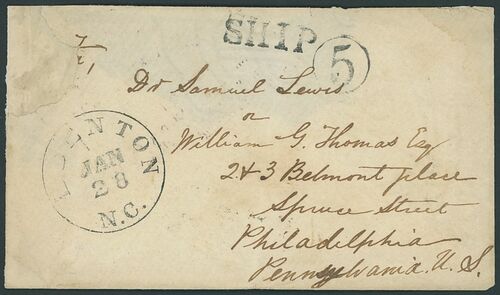 SHIP
5
Dr Samuel Lewis
or
William G. Thomas Esq
2 & 3 Belmont place
Spruce Street
Philadelphia
Pennsylvania. U. S.
EDENTON
JAN
28
N.C.